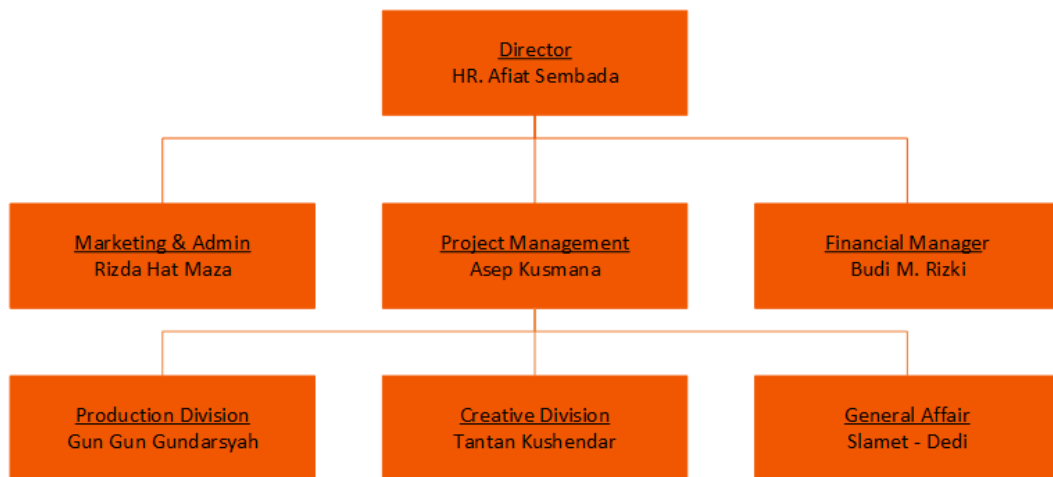 Director
HR. Afiat Sembada
Marketing & Admin
Rizda Hat Maza
Project Management
Asep Kusmana
Financial Manager
Budi M. Rizki
Production Division
Gun Gun Gundarsyah
Creative Division
Tantan Kushendar
General Affair
Slamet - Dedi